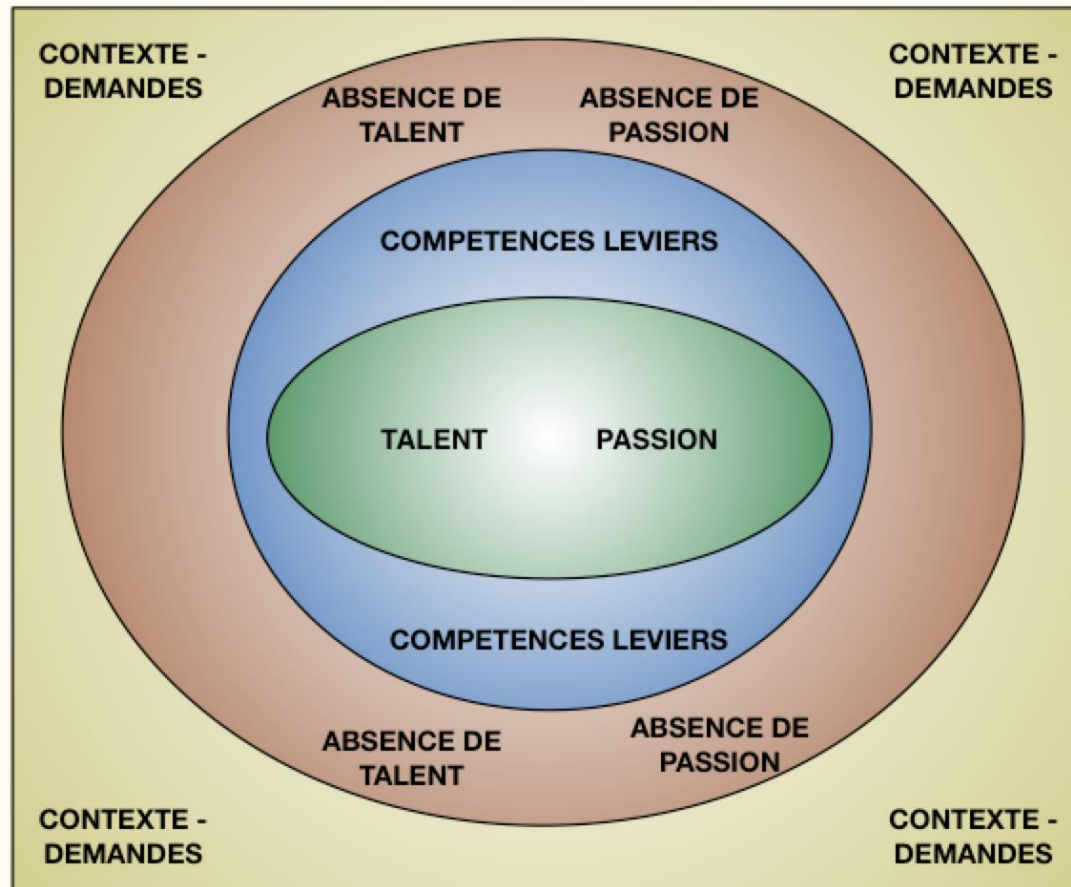 CONTEXTE -
DEMANDES
CONTEXTE -
DEMANDES
ABSENCE DE
TALENT
ABSENCE DE
PASSION
COMPETENCES LEVIERS
TALENT
PASSION
COMPETENCES LEVIERS
ABSENCE DE
TALENT
ABSENCE DE
PASSION
CONTEXTE -
DEMANDES
CONTEXTE -
DEMANDES